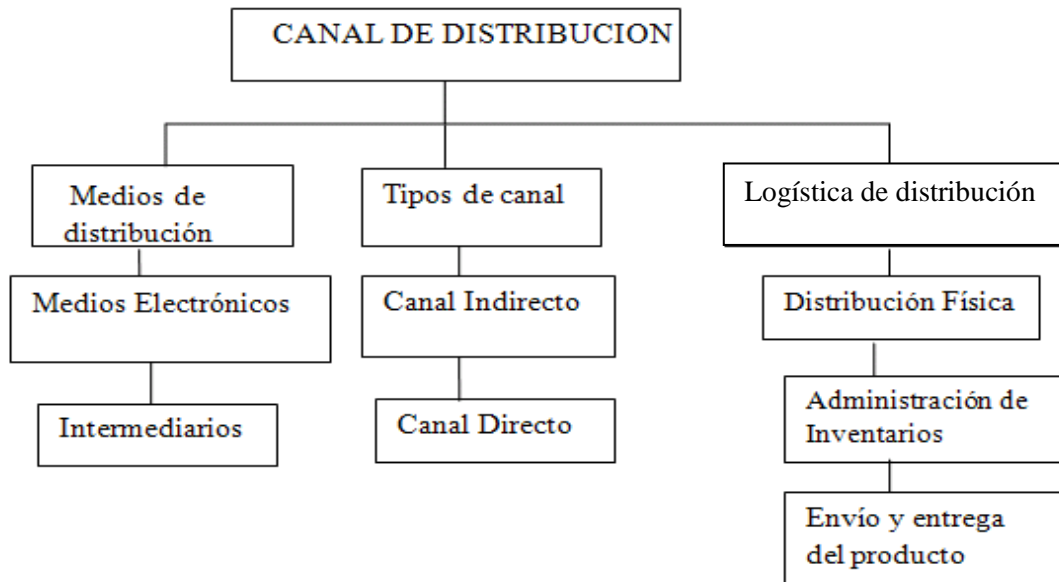 CANAL DE DISTRIBUCION
Medios de
distribución
Tipos de canal
Logística de distribución
Medios Electrónicos
Canal Indirecto
Distribución Física
Intermediarios
Canal Directo
Administración de
Inventarios
Envío y entrega
del producto